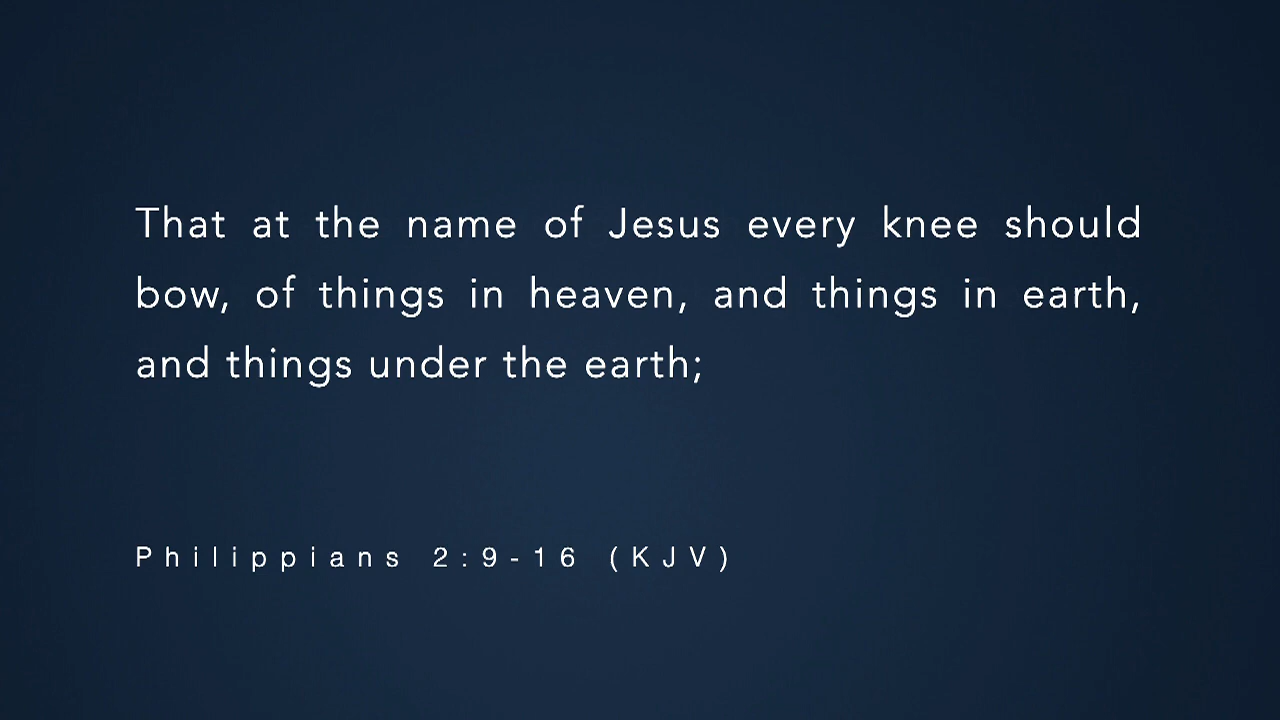 That at the name of Jesus every knee should
bow, of things in heaven, and things in earth,
and things under the earth;
Philippians 2:9-16 (KJV)